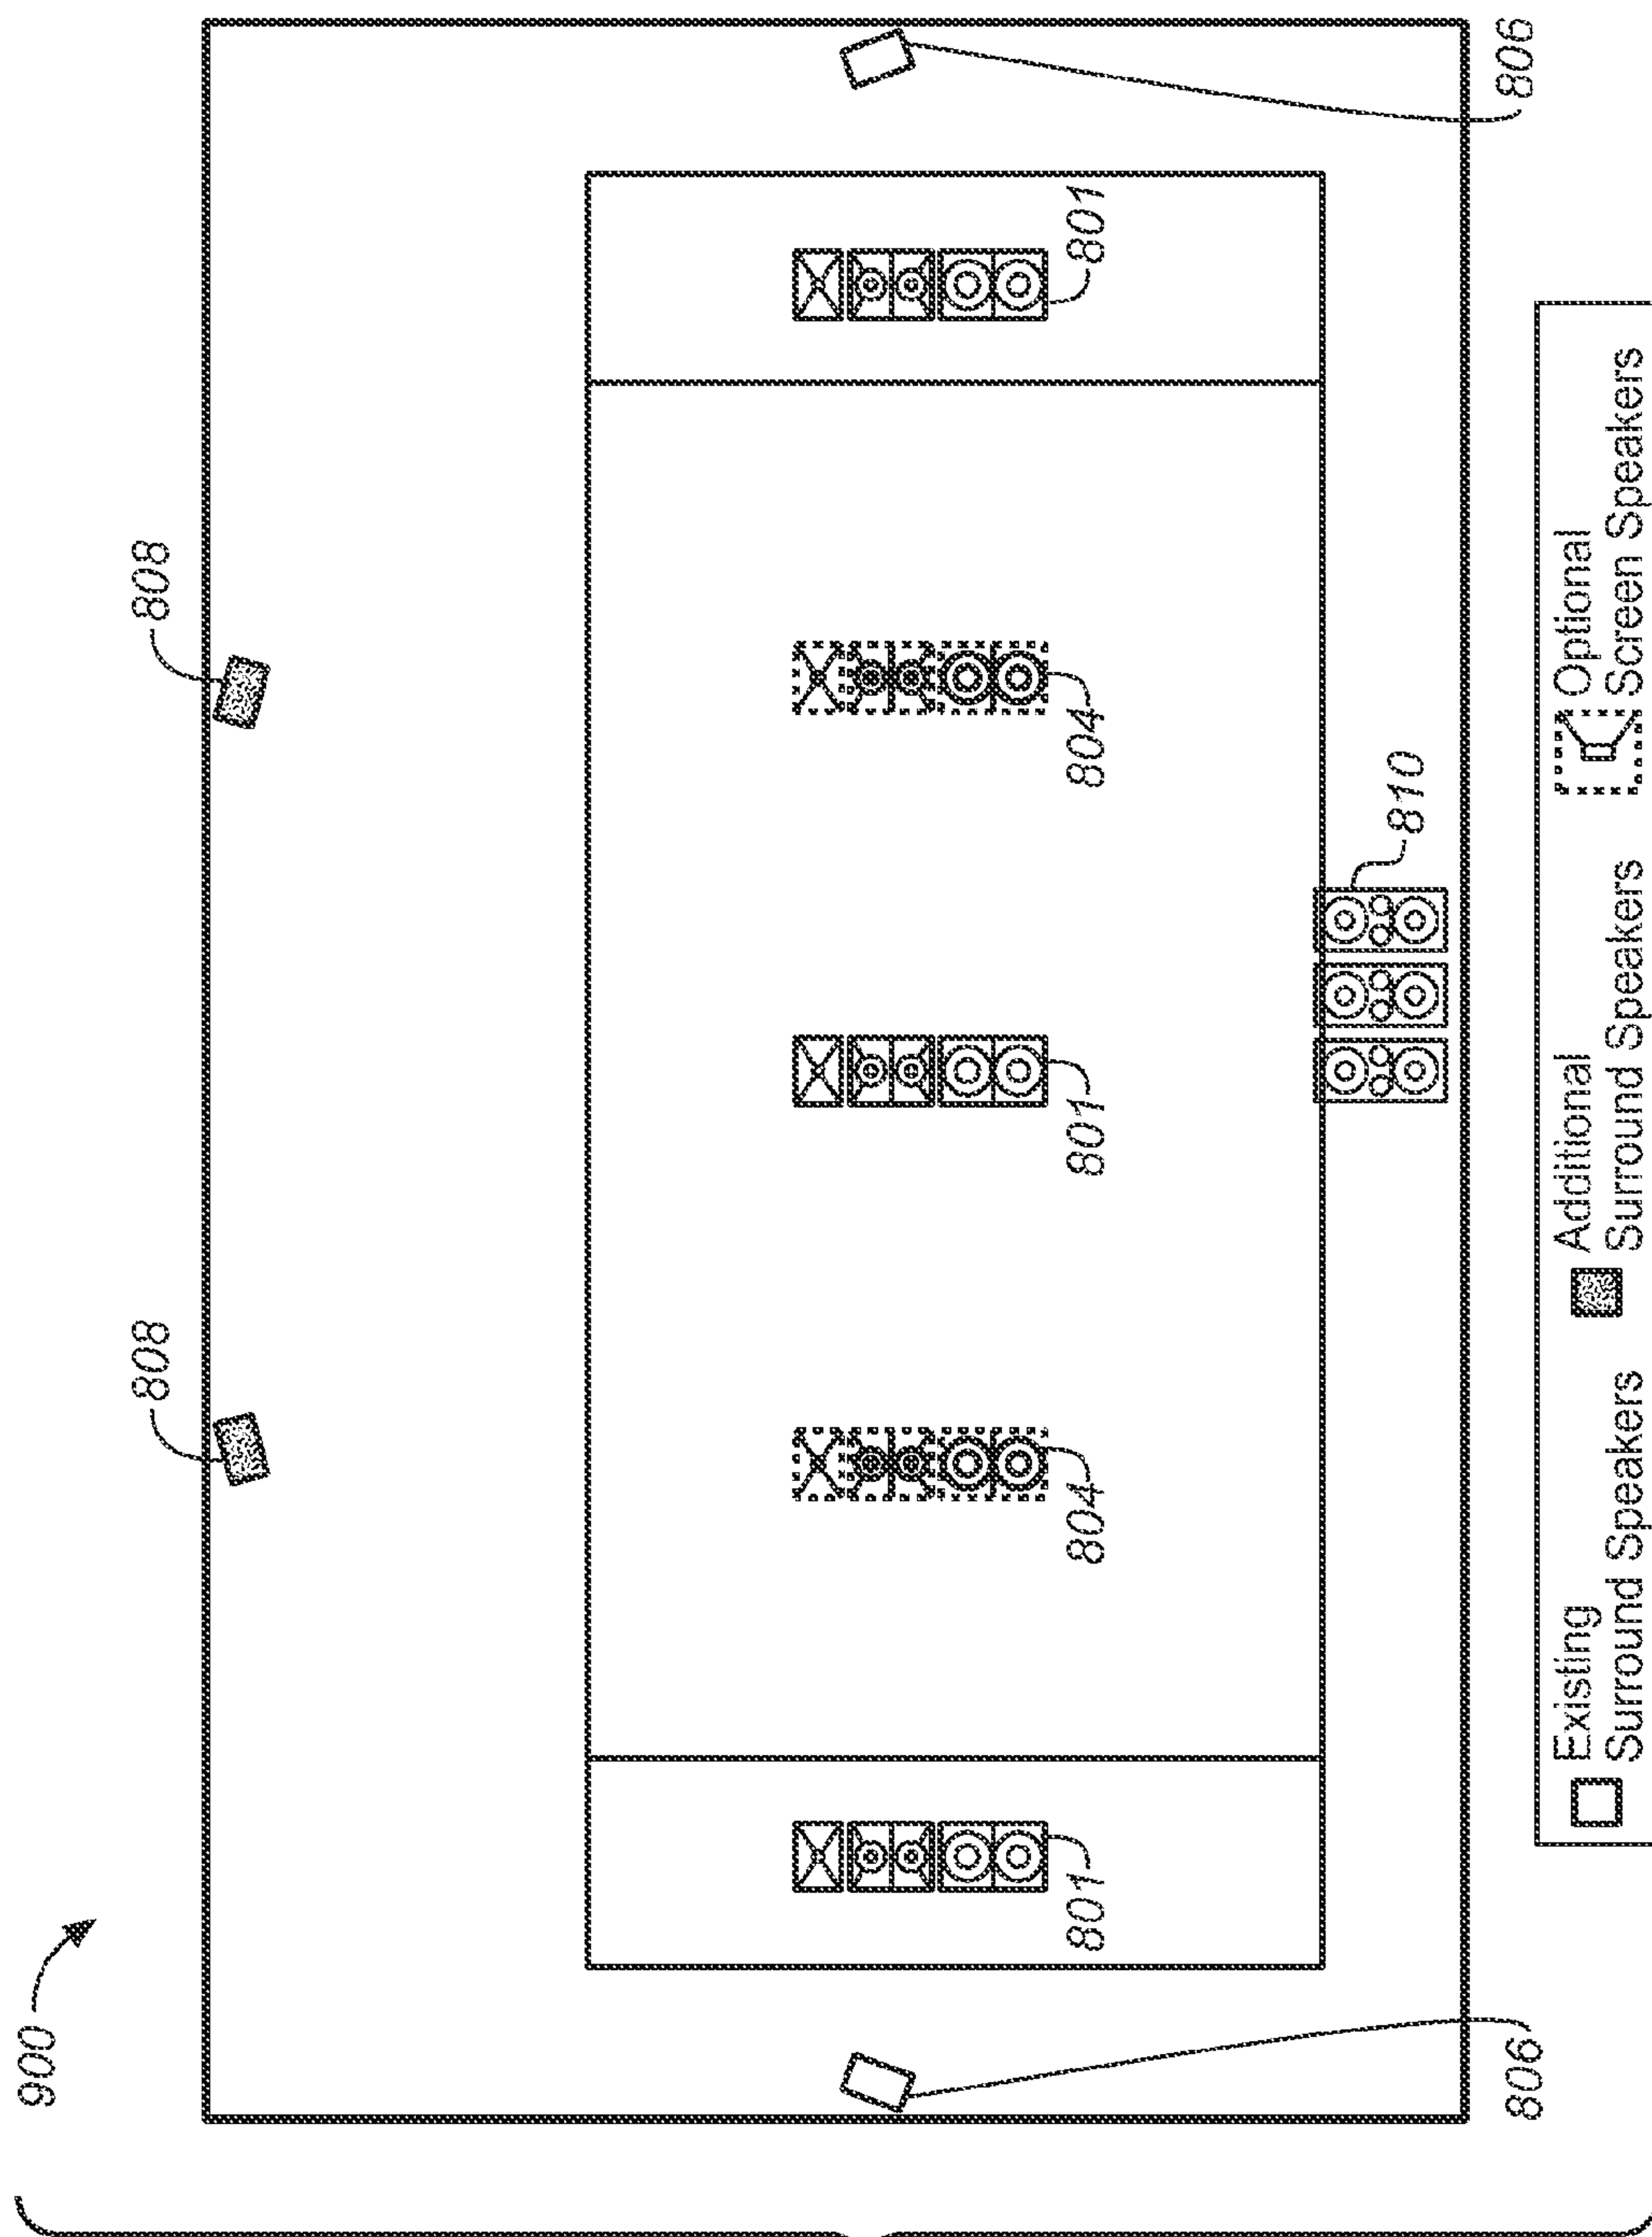 900
808
808
801
804
801
804
801
810
806
806
Existing
Surround Speakers
Additional
Surround Speakers
Optional
Screen Speakers